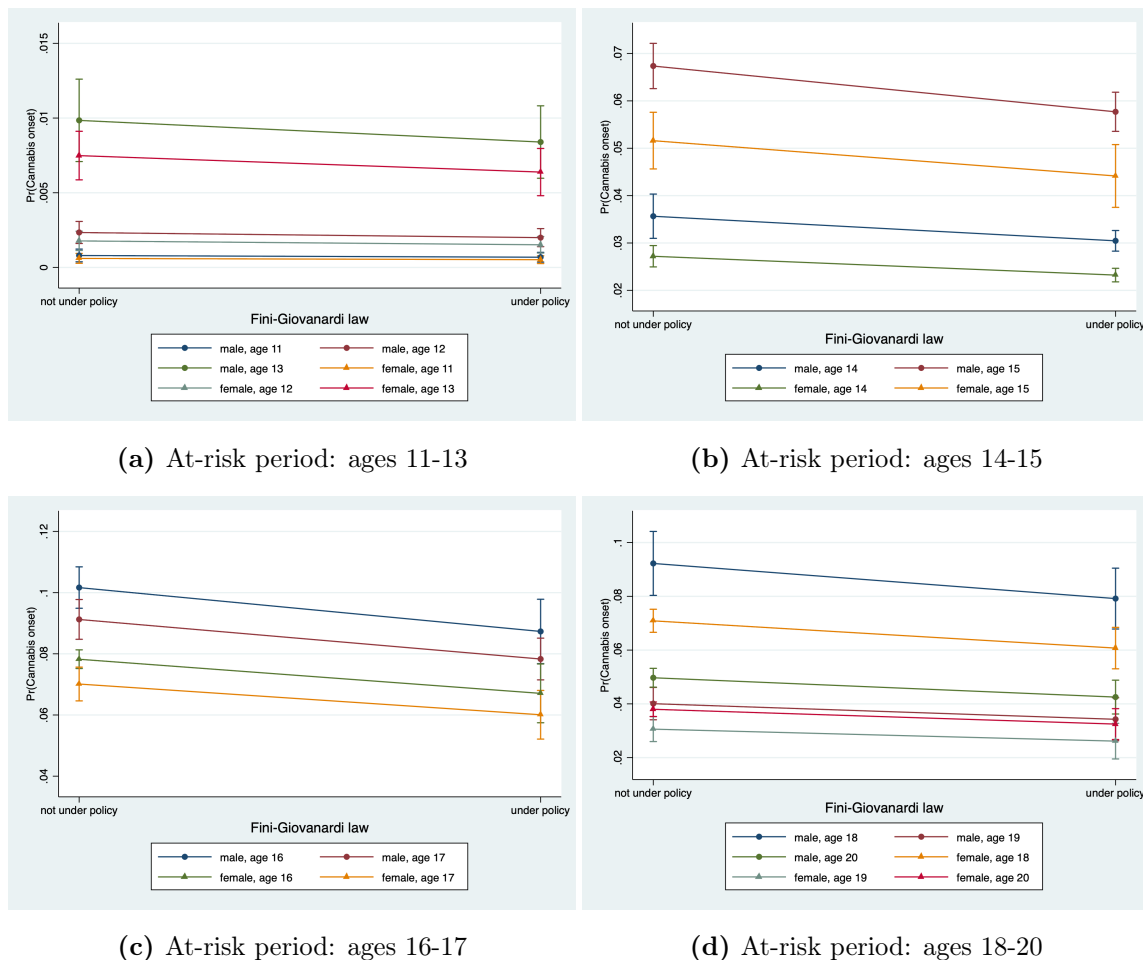 Pr(Cannabis onset)
.015
.01
.005
0
not under policy
under policy
Fini-Giovanardi law
male, age 11
male, age 12
male, age 13
female, age 11
female, age 12
female, age 13
(a) At-risk period: ages 11-13
Pr(Cannabis onset)
.07
.06
.05
.04
.03
.02
not under policy
under policy
Fini-Giovanardi law
male, age 14
male, age 15
female, age 14
female, age 15
(b) At-risk period: ages 14-15
Pr(Cannabis onset)
.12
.1
.08
.06
.04
not under policy
under policy
Fini-Giovanardi law
male, age 16
male, age 17
female, age 16
female, age 17
(c) At-risk period: ages 16-17
Pr(Cannabis onset)
.1
.08
.06
.04
.02
not under policy
under policy
Fini-Giovanardi law
male, age 18
male, age 19
male, age 20
female, age 18
female, age 19
female, age 20
(d) At-risk period: ages 18-20